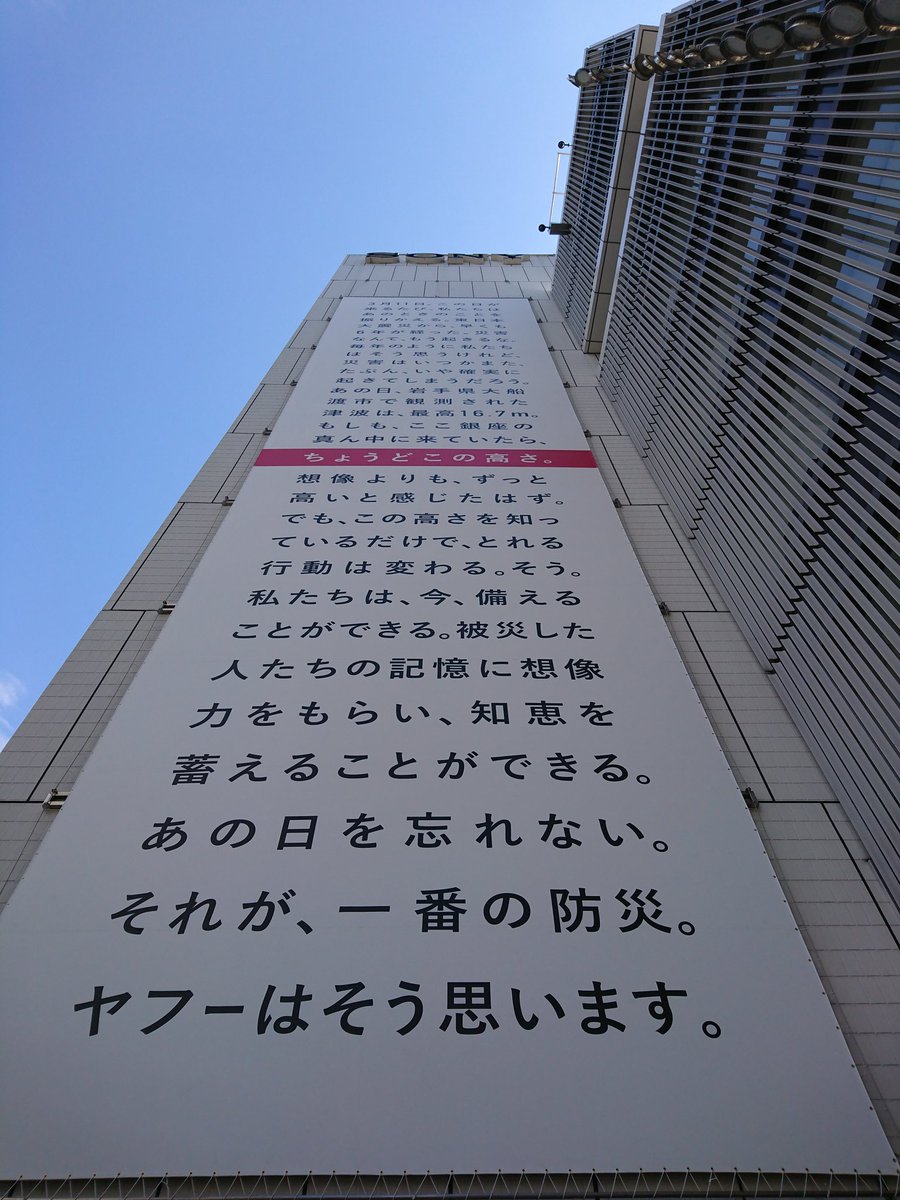 SONY
3月11日。この日が
来るたび、私たちは
あのときのことを
振りかえる。東日本
大震災から、早くも
6年が経った。災害
なんて、もう起きるな。
毎年のように私たち
はそう思うけれど、
災害はいつかまた、
たぶん、いや確実に
起きてしまうだろう。
あの日、岩手県大船
渡市で観測された
津波は、最高16.7m。
もしも、ここ銀座の
真ん中に来ていたら、
ちょうどこの高さ。
想像よりも、ずっと
高いと感じたはず。
でも、この高さを知っ
ているだけで、とれる
行動は変わる。そう。
私たちは、今、備える
ことができる。被災した
人たちの記憶に想像
力をもらい、知恵を
蓄えることができる。
あの日を忘れない。
それが、一番の防災。
ヤフーはそう思います。